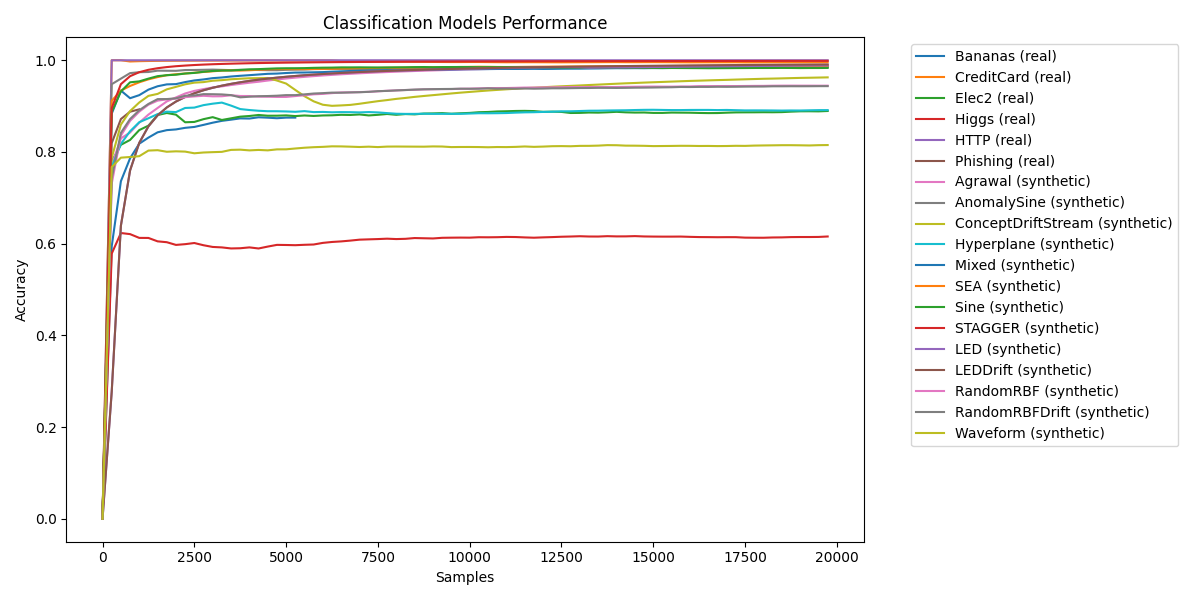 Classification Models Performance
1.0
0.8
0.6
0.4
0.2
0.0
Accuracy
0 2500 5000 7500 10000 12500 15000 17500 20000
Samples
Bananas (real)
CreditCard (real)
Elec2 (real)
Higgs (real)
HTTP (real)
Phishing (real)
Agrawal (synthetic)
AnomalySine (synthetic)
ConceptDriftStream (synthetic)
Hyperplane (synthetic)
Mixed (synthetic)
SEA (synthetic)
Sine (synthetic)
STAGGER (synthetic)
LED (synthetic)
LEDDrift (synthetic)
RandomRBF (synthetic)
RandomRBFDrift (synthetic)
Waveform (synthetic)